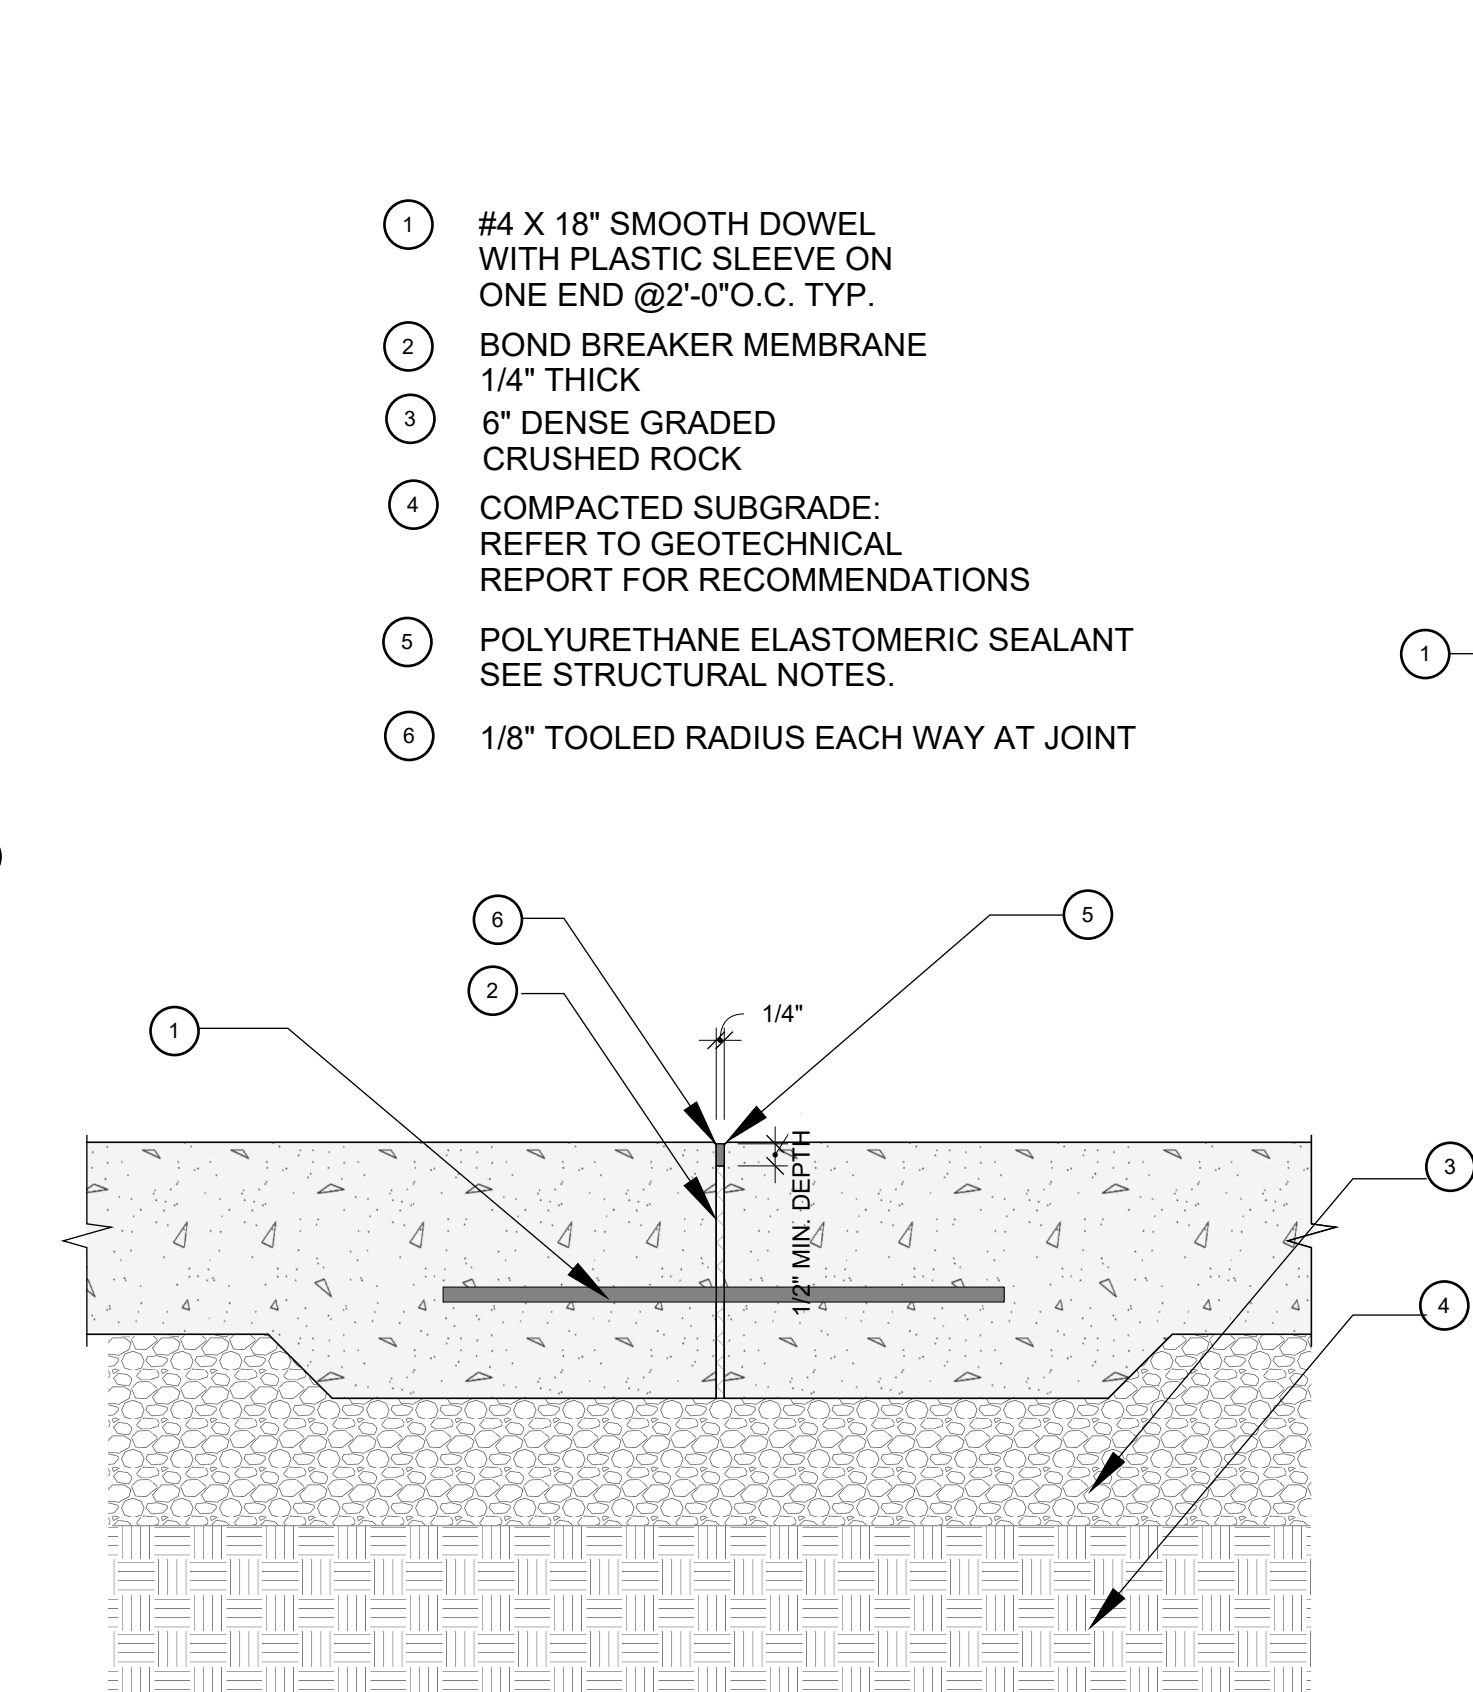 1
#4 X 18" SMOOTH DOWEL
WITH PLASTIC SLEEVE ON
ONE END @2'-0"O.C. TYP.
2
BOND BREAKER MEMBRANE
1/4" THICK
3
6" DENSE GRADED
CRUSHED ROCK
4
COMPACTED SUBGRADE:
REFER TO GEOTECHNICAL
REPORT FOR RECOMMENDATIONS
5
POLYURETHANE ELASTOMERIC SEALANT
SEE STRUCTURAL NOTES.
1
6
1/8" TOOLED RADIUS EACH WAY AT JOINT
6
5
2
1/4"
1
1/2" MIN. DEPTH
3
4